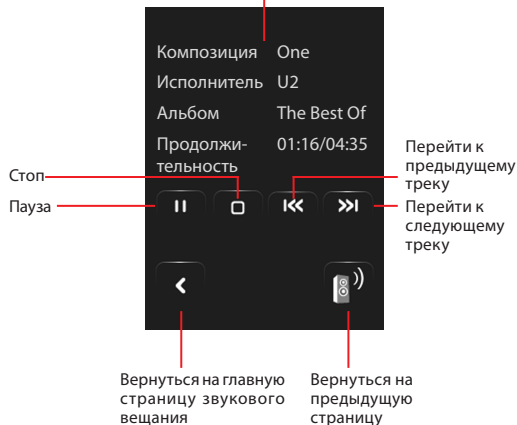 Композиция One
Исполнитель U2
Альбом The Best Of
Продолжи-
тельность 01:16/04:35
Стоп
Пауза
Перейти к
предыдущему
треку
Перейти к
следующему
треку
Вернуться на главную
страницу звукового
вещания
Вернуться на
предыдущую
страницу